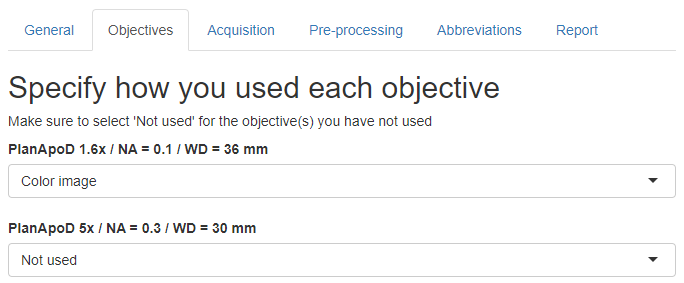 General Objectives Acquisition Pre-processing Abbreviations Report
Specify how you used each objective
Make sure to select 'Not used' for the objective(s) you have not used
PlanApoD 1.6x / NA = 0.1 / WD = 36 mm
Color image
PlanApoD 5x / NA = 0.3 / WD = 30 mm
Not used